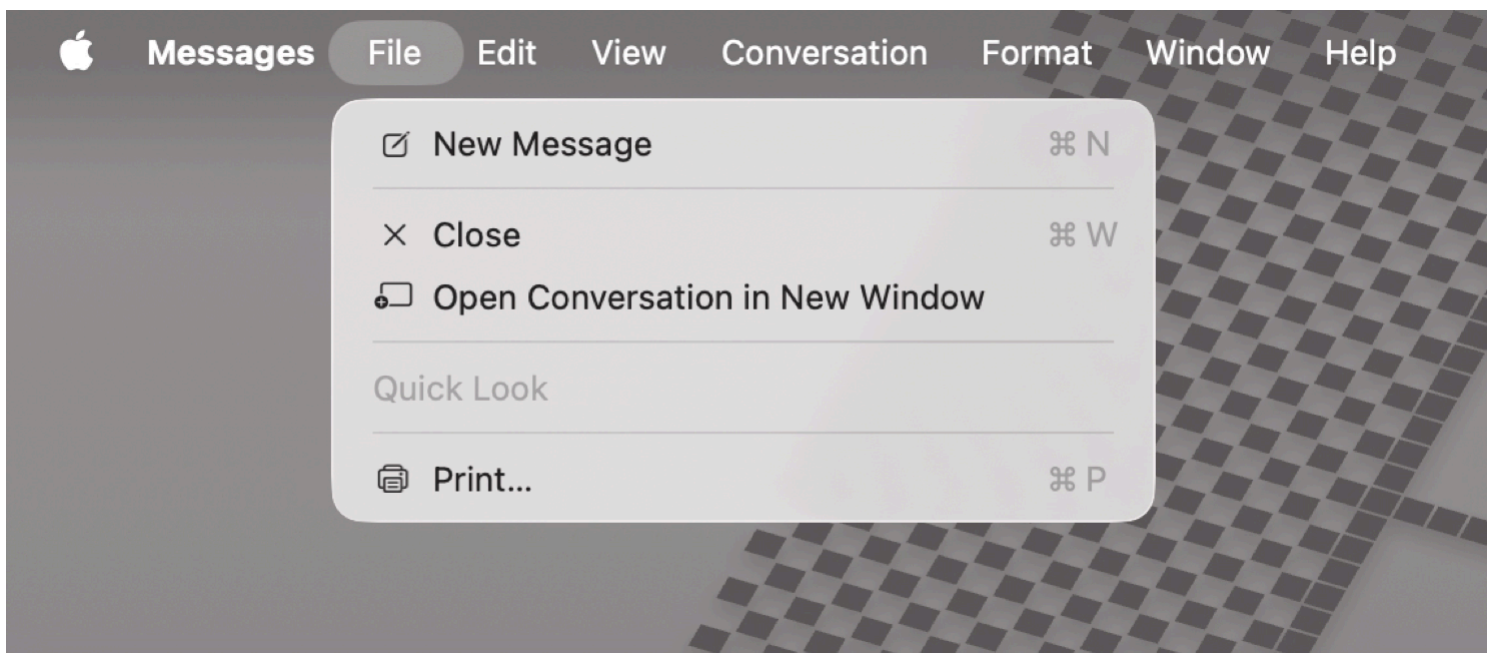 Messages File Edit View Conversation Format Window Help
New Message ⌘ N
Close ⌘ W
Open Conversation in New Window
Quick Look
Print... ⌘ P